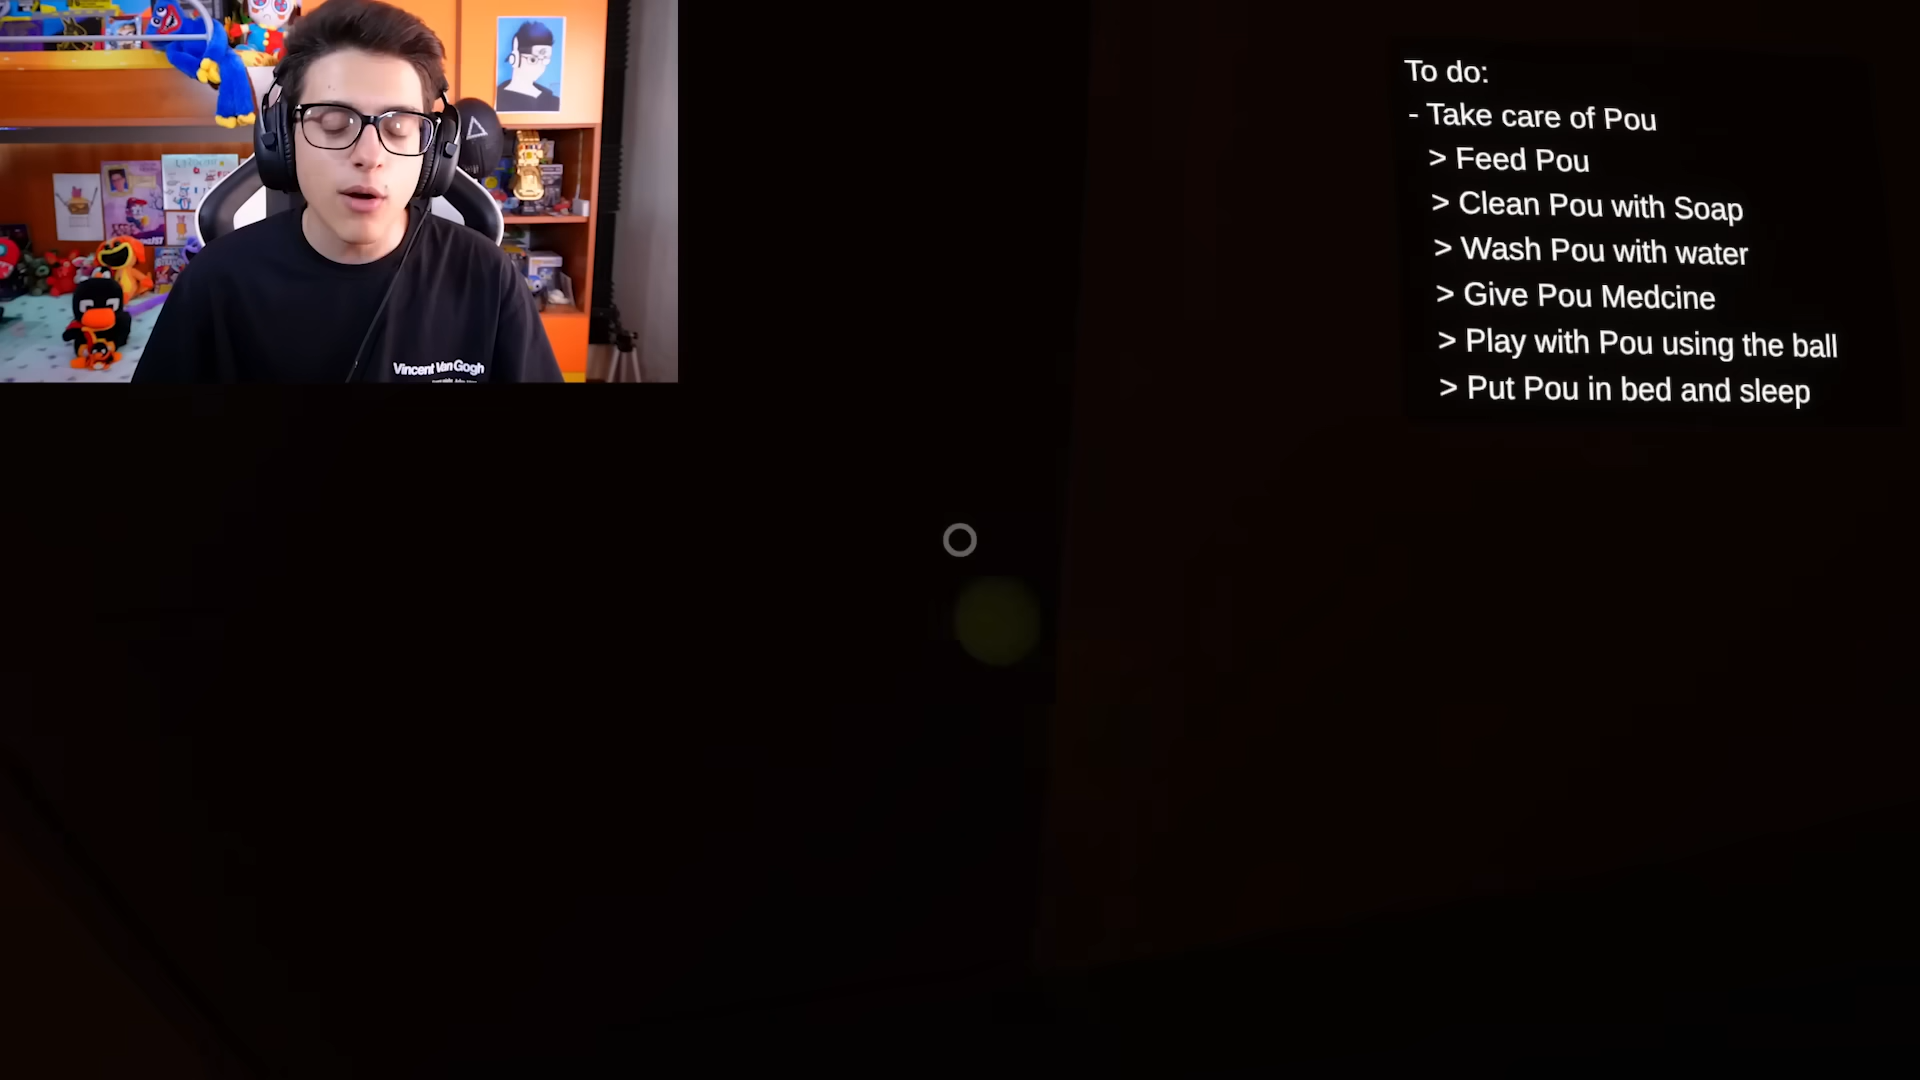 To do:
- Take care of Pou
> Feed Pou
> Clean Pou with Soap
> Wash Pou with water
> Give Pou Medcine
> Play with Pou using the ball
> Put Pou in bed and sleep
Vincent Van Gogh